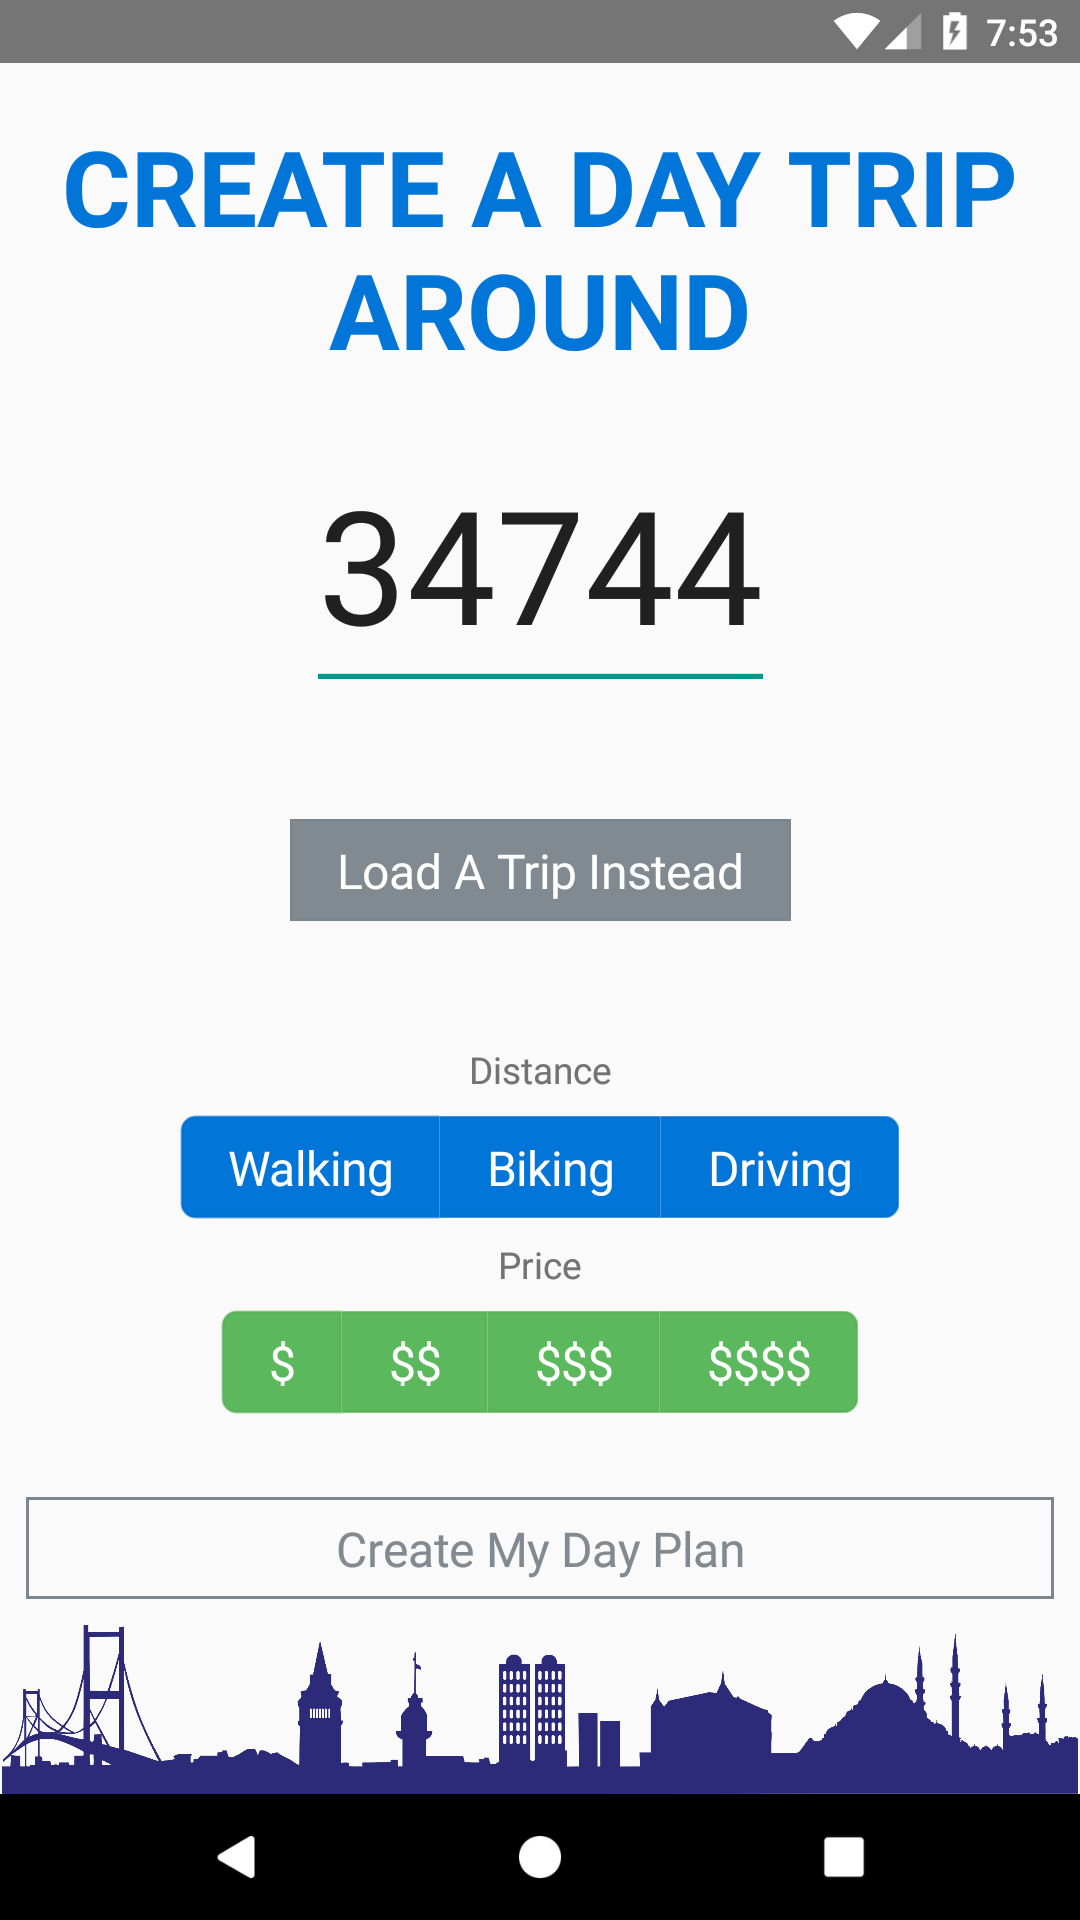 7:53
CREATE A DAY TRIP
AROUND
34744
Load A Trip Instead
Distance
Walking Biking Driving
Price
$ $$ $$$ $$$$
Create My Day Plan